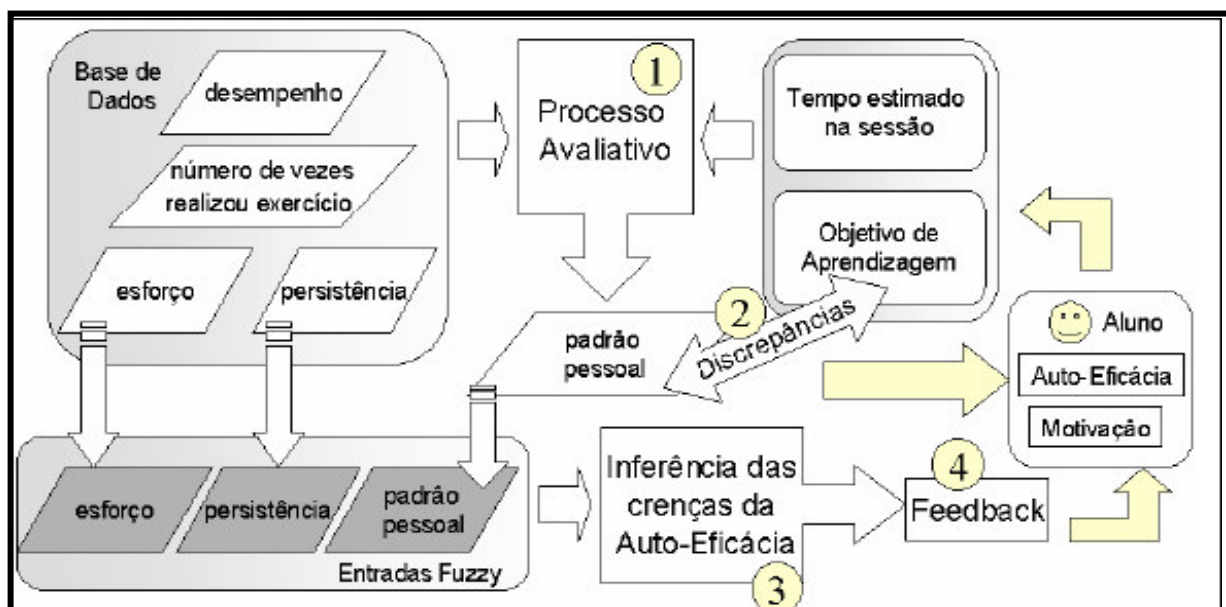 Base de
Dados
desempenho
número de vezes
realizou exercício
esforço
persistência
1
Processo
Avaliativo
Tempo estimado
na sessão
Objetivo de
Aprendizagem
2
Discrepâncias
padrão
pessoal
Aluno
Auto-Eficácia
Motivação
esforço
persistência
padrão
pessoal
Entradas Fuzzy
Inferência das
crenças da
Auto-Eficácia
3
4
Feedback